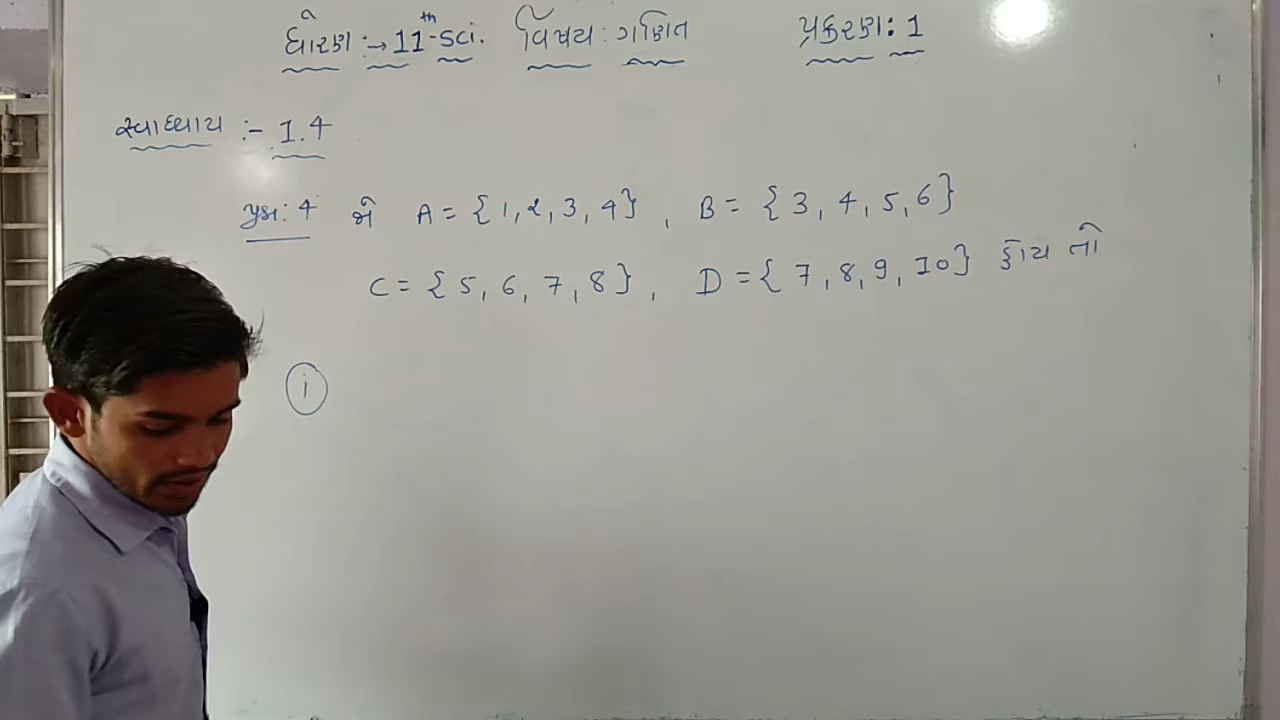 ધોરણ :→ 11th-sci. વિષય : ગણિત પ્રકરણ : 1
સ્વાધ્યાય :- 1.4
પ્રશ્ન : 4 જો A = {1, 2, 3, 4} , B = {3, 4, 5, 6}
C = {5, 6, 7, 8} , D = {7, 8, 9, 10} હોય તો
(i)